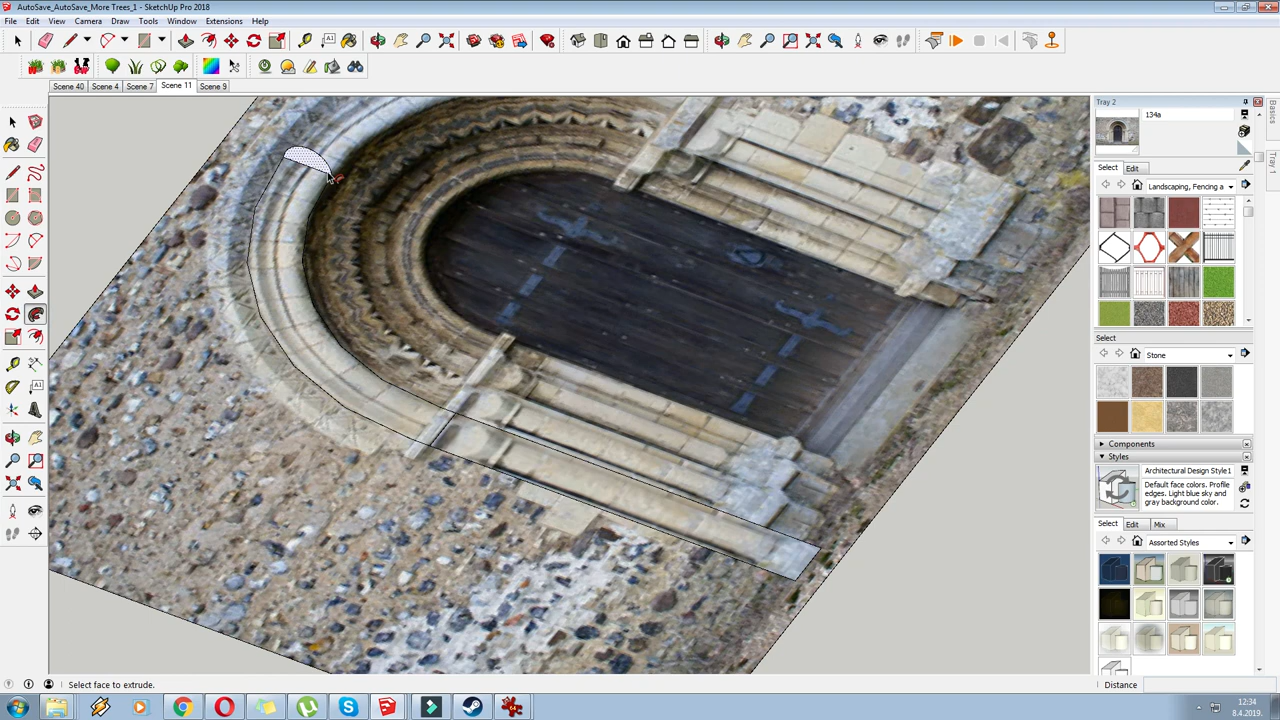 AutoSave_AutoSave_More Trees_1 - SketchUp Pro 2018
File Edit View Camera Draw Tools Window Extensions Help
Scene 40 Scene 4 Scene 7 Scene 11 Scene 9
Tray 2
134a
Basics
Tray 1
Select Edit
Landscaping, Fencing a
Select
Stone
Components
Styles
Architectural Design Style1
Default face colors. Profile
edges. Light blue sky and
gray background color.
Select Edit Mix
Assorted Styles
Select face to extrude.
Distance
12:34
8.4.2019.